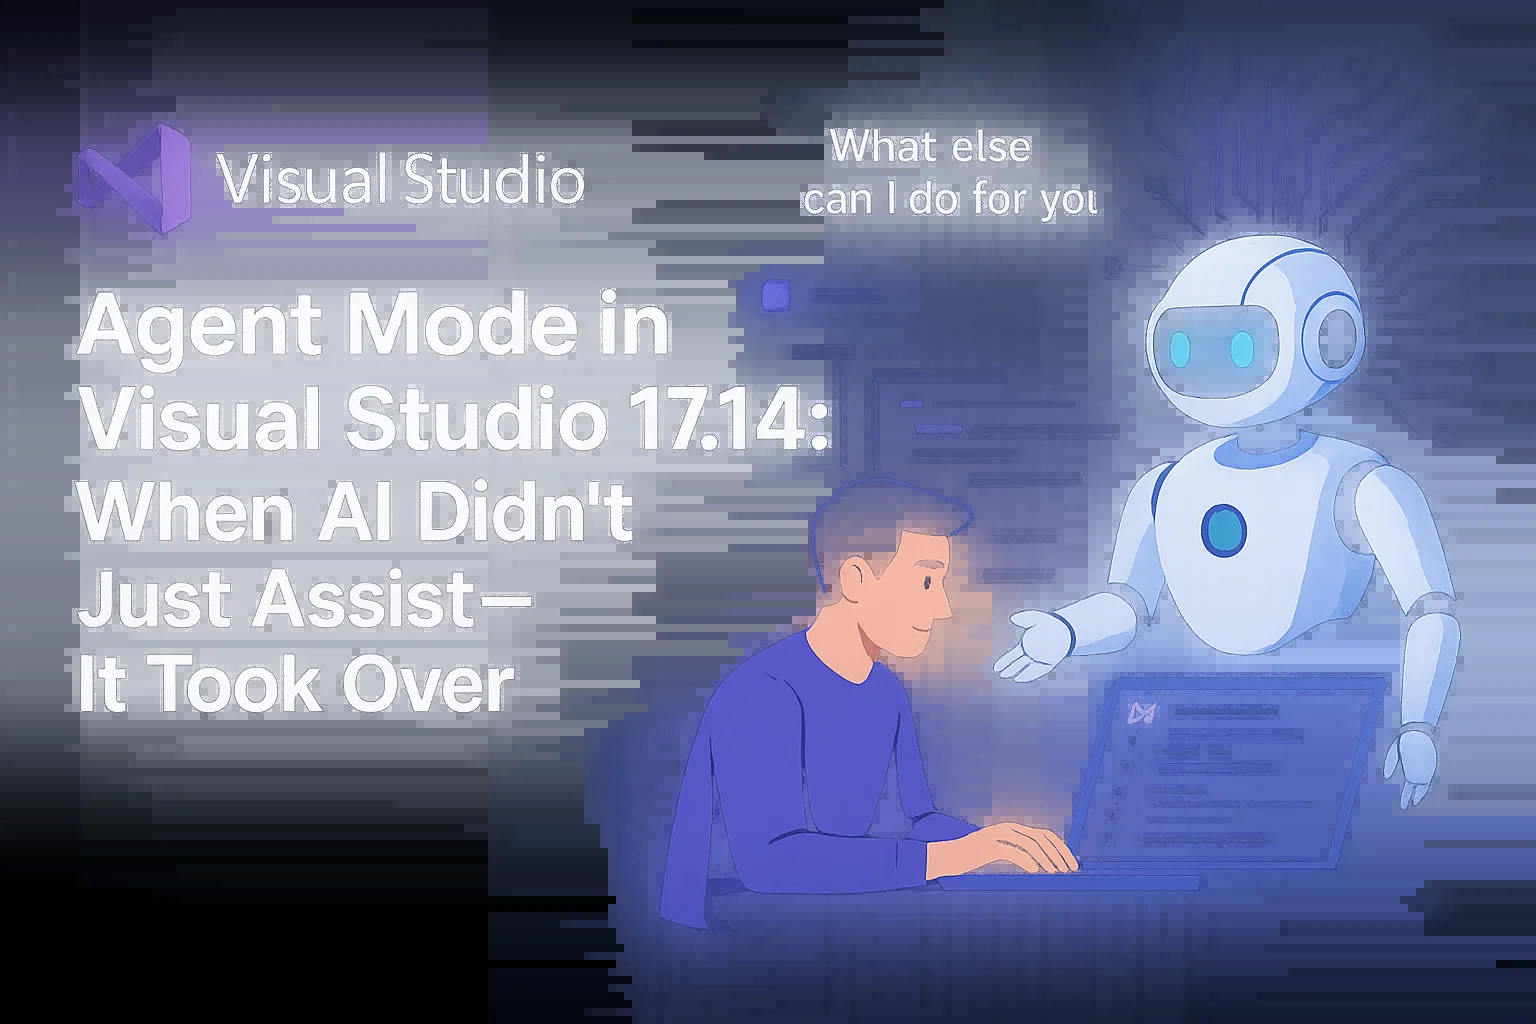 Visual Studio
What else
can I do for you
Agent Mode in
Visual Studio 17.14:
When AI Didn't
Just Assist—
It Took Over